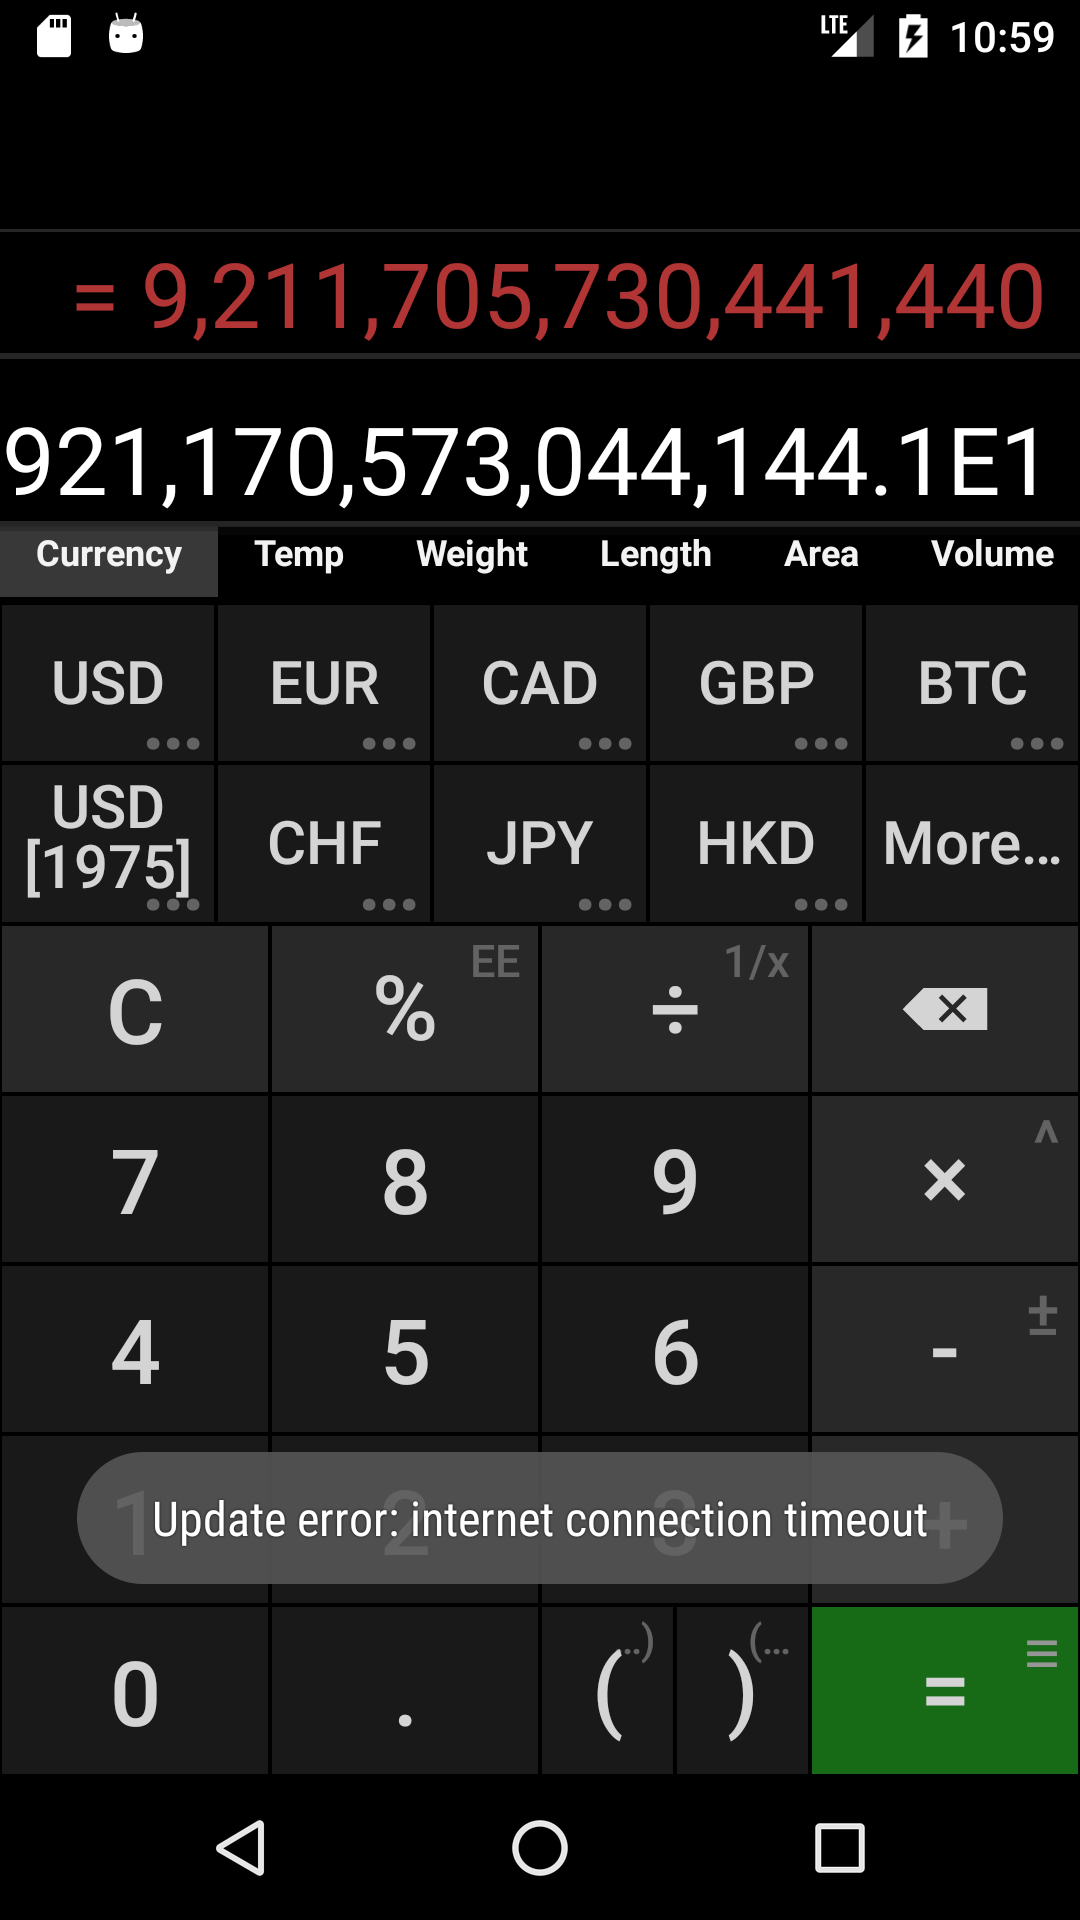 LTE 10:59
= 9,211,705,730,441,440
921,170,573,044,144.1E1
Currency Temp Weight Length Area Volume
USD EUR CAD GBP BTC
USD [1975] CHF JPY HKD More...
C % EE ÷ 1/x
7 8 9 × ^
4 5 6 - ±
1 2 3 +
Update error: internet connection timeout
0 . ( ..) ) (... =